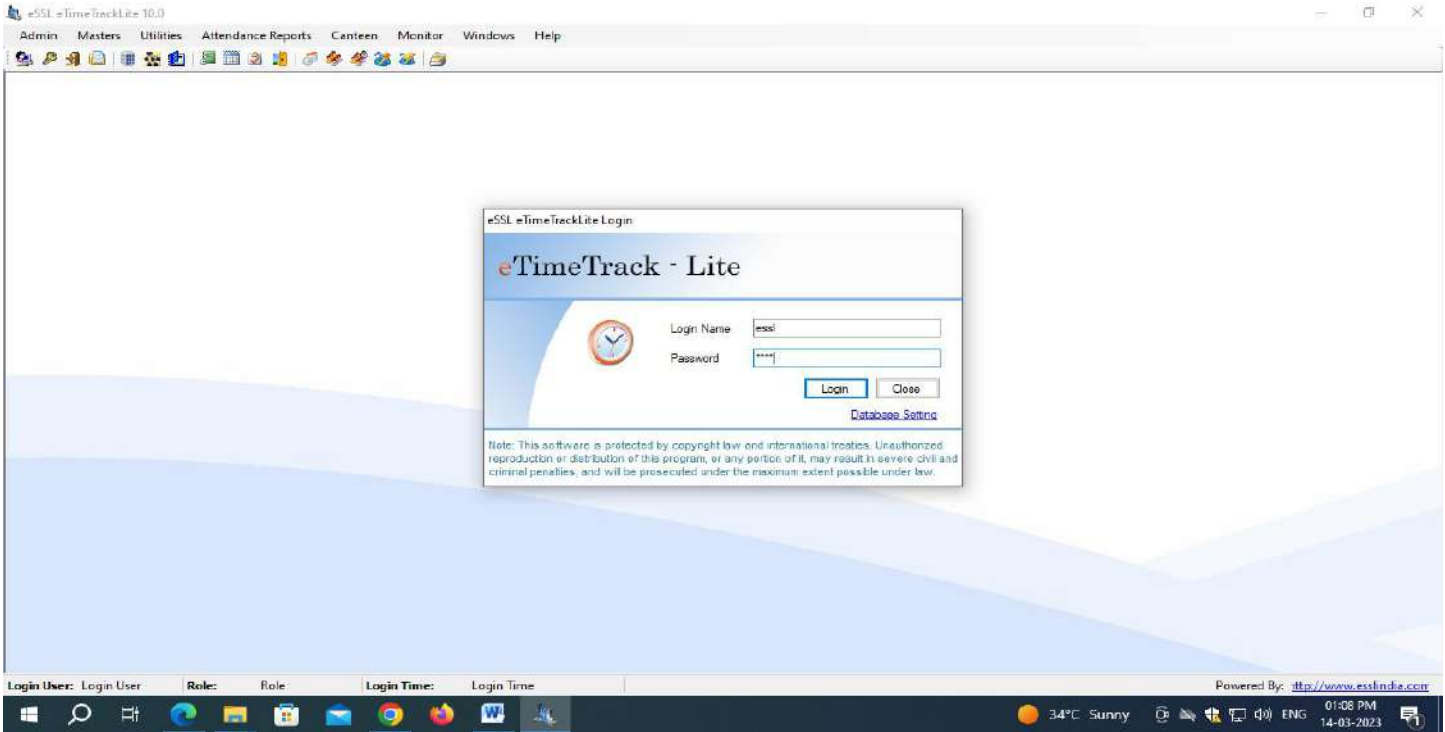 eSSL eTimeTrackLite 10.0
Admin Masters Utilities Attendance Reports Canteen Monitor Windows Help
eSSL eTimeTrackLite Login
eTimeTrack - Lite
Login Name essl
Password ****
Login Close
Database Setting
Note: This software is protected by copyright law and international treaties. Unauthorized
reproduction or distribution of this program, or any portion of it, may result in severe civil and
criminal penalties, and will be prosecuted under the maximum extent possible under law.
Login User: Login User Role: Role Login Time: Login Time Powered By: ttp://www.esslindia.com
34°C Sunny ENG 01:08 PM
14-03-2023